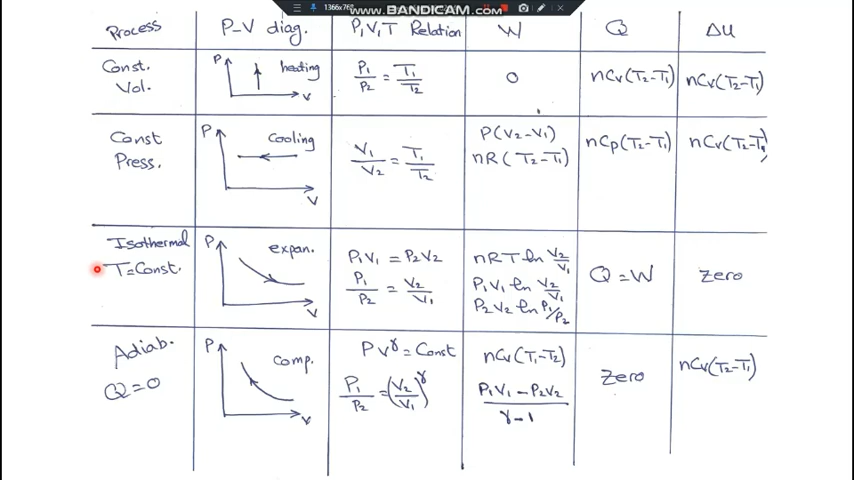 1366x76
www.BANDICAM.com
Process P-V diag. P,V,T Relation W Q ΔU
Const. Vol. P V heating P₁/P₂ = T₁/T₂ 0 nCv(T₂-T₁) nCv(T₂-T₁)
Const Press. P V cooling V₁/V₂ = T₁/T₂ P(V₂-V₁) nCp(T₂-T₁) nCv(T₂-T₁)
nR(T₂-T₁)
Isothermal P V expan. P₁V₁ = P₂V₂ nRT ln V₂/V₁ Q = W zero
T=Const. P₁/P₂ = V₂/V₁ P₁V₁ ln V₂/V₁
P₂V₂ ln P₁/P₂
Adiab. P V comp. PV^γ = Const nCv(T₁-T₂) zero nCv(T₂-T₁)
Q=0 P₁/P₂ = (V₂/V₁)^γ P₁V₁-P₂V₂/γ-1